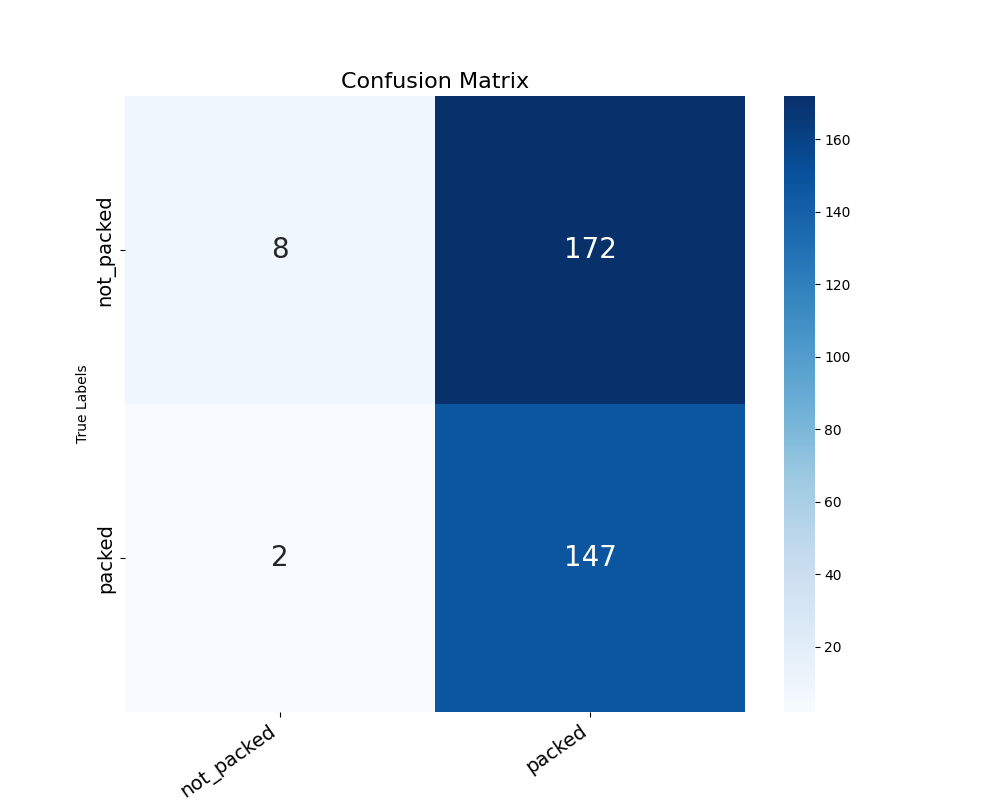 Confusion Matrix
not_packed
8
172
True Labels
packed
2
147
not_packed
packed
160
140
120
100
80
60
40
20